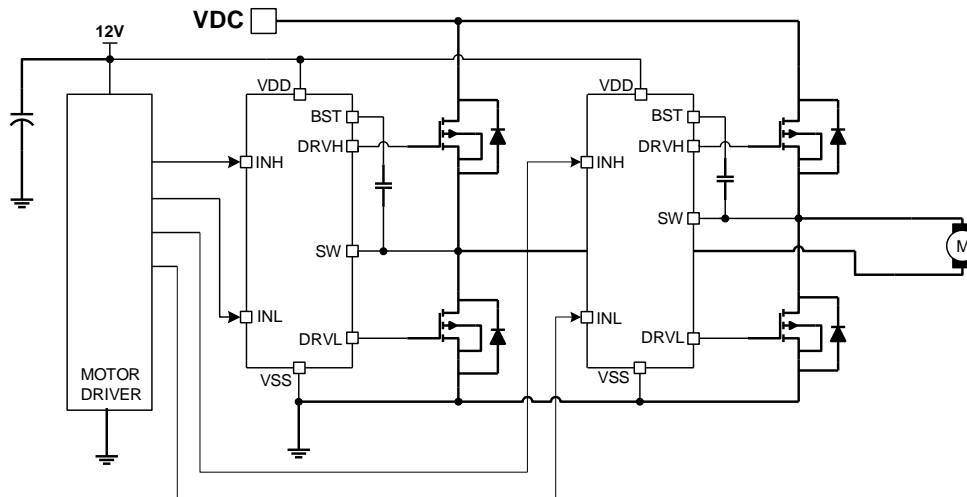 VDC
12V
VDD
VDD
BST
BST
DRVH
DRVH
INH
INH
SW
SW
M
INL
INL
DRVL
DRVL
VSS
VSS
MOTOR
DRIVER